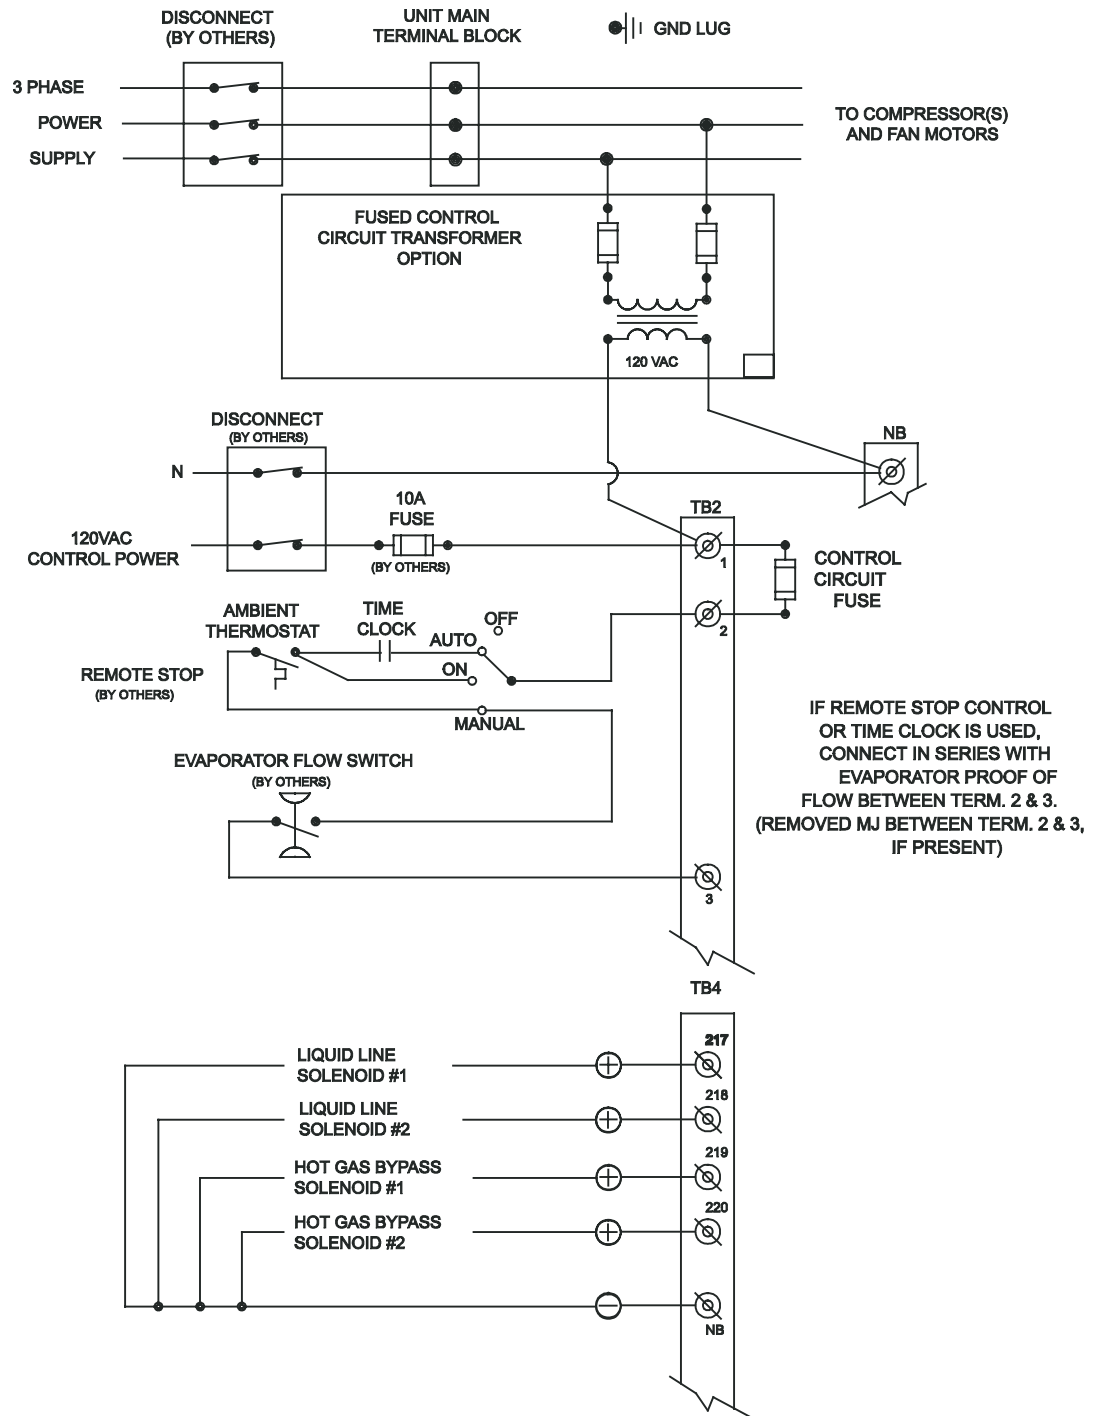 DISCONNECT
(BY OTHERS)
UNIT MAIN
TERMINAL BLOCK
GND LUG
3 PHASE
POWER
SUPPLY
TO COMPRESSOR(S)
AND FAN MOTORS
FUSED CONTROL
CIRCUIT TRANSFORMER
OPTION
120 VAC
DISCONNECT
(BY OTHERS)
NB
N
10A
FUSE
(BY OTHERS)
TB2
120VAC
CONTROL POWER
1
CONTROL
CIRCUIT
FUSE
2
AMBIENT
THERMOSTAT
TIME
CLOCK
OFF
AUTO
ON
REMOTE STOP
(BY OTHERS)
MANUAL
IF REMOTE STOP CONTROL
OR TIME CLOCK IS USED,
CONNECT IN SERIES WITH
EVAPORATOR PROOF OF
FLOW BETWEEN TERM. 2 & 3.
(REMOVED MJ BETWEEN TERM. 2 & 3,
IF PRESENT)
EVAPORATOR FLOW SWITCH
(BY OTHERS)
3
TB4
217
LIQUID LINE
SOLENOID #1
218
LIQUID LINE
SOLENOID #2
219
HOT GAS BYPASS
SOLENOID #1
220
HOT GAS BYPASS
SOLENOID #2
NB